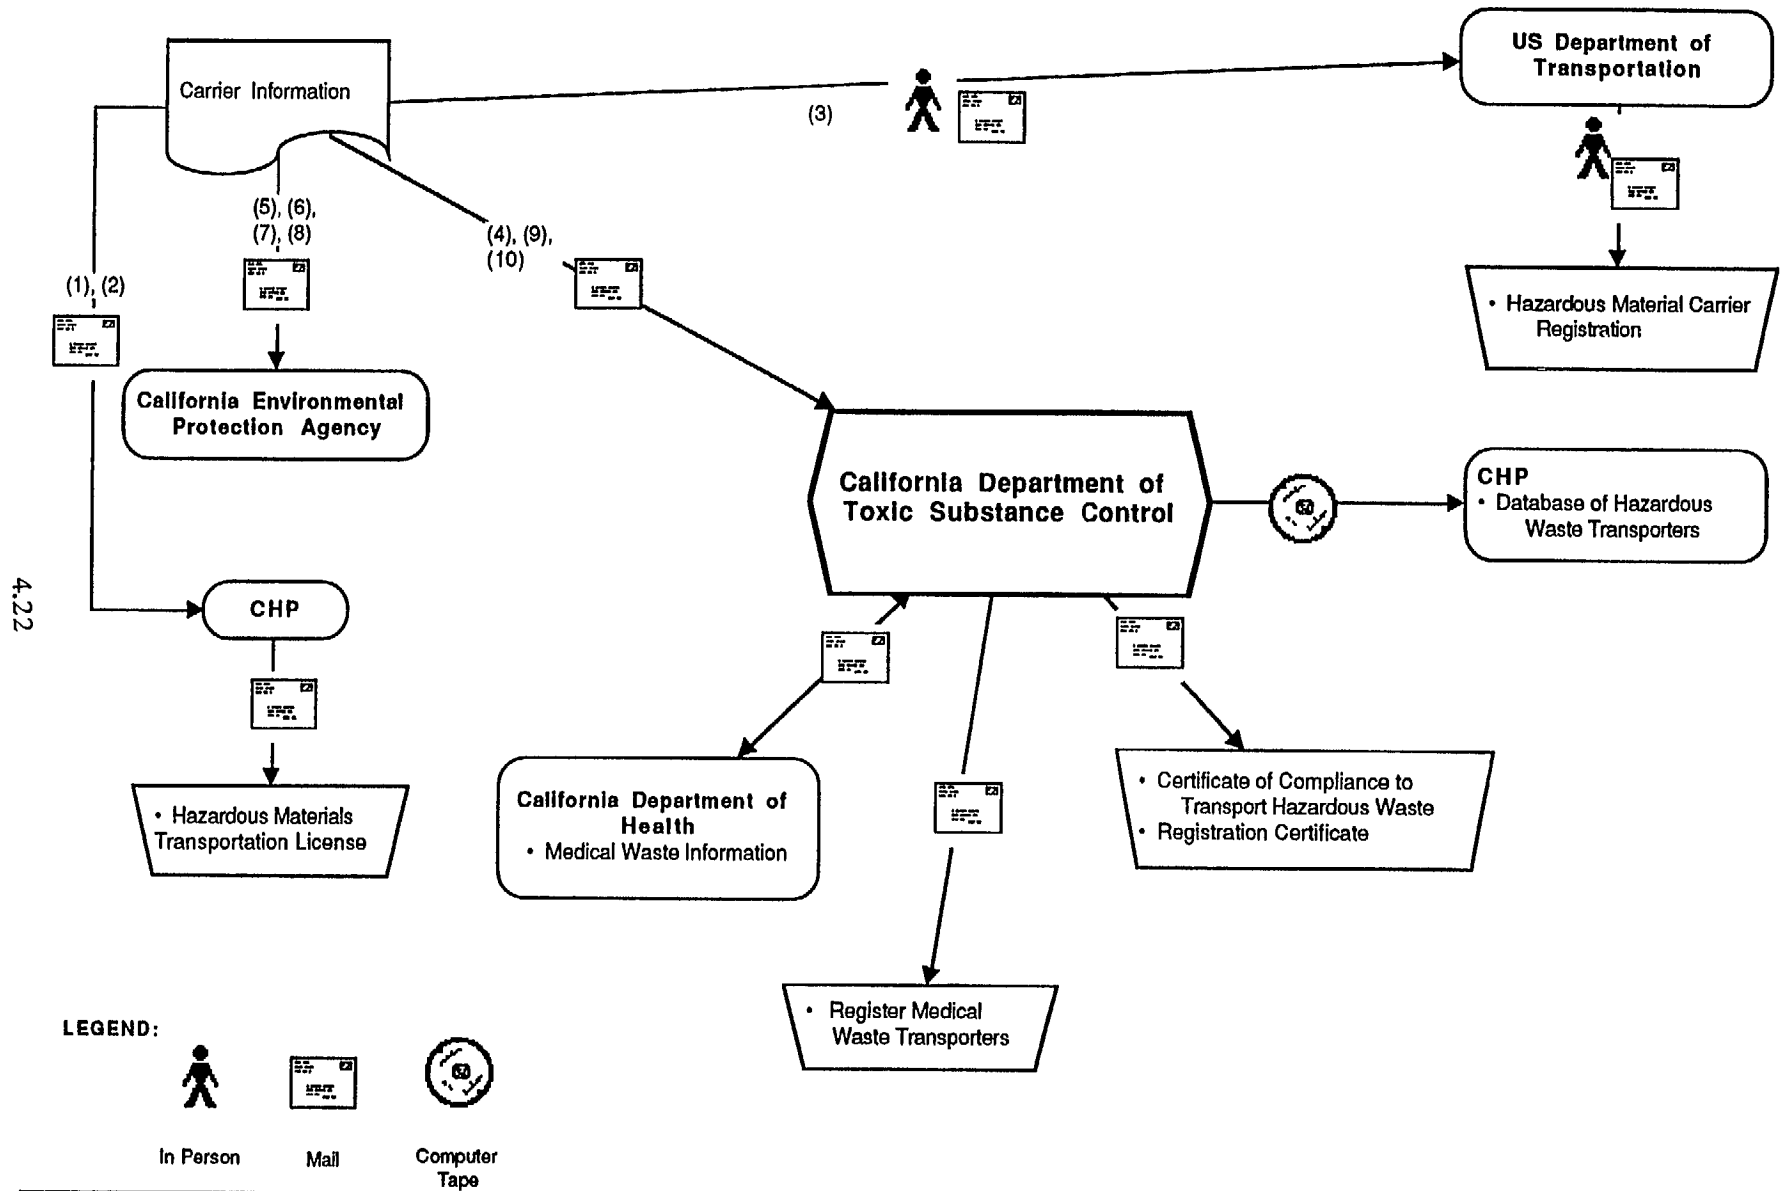 US Department of
Transportation
Carrier Information
(3)
(5), (6),
(7), (8)
(4), (9),
(10)
(1), (2)
• Hazardous Material Carrier
Registration
California Environmental
Protection Agency
California Department of
Toxic Substance Control
CHP
• Database of Hazardous
Waste Transporters
4.22
CHP
• Hazardous Materials
Transportation License
California Department of
Health
• Medical Waste Information
• Certificate of Compliance to
Transport Hazardous Waste
• Registration Certificate
• Register Medical
Waste Transporters
LEGEND:
In Person
Mail
Computer
Tape